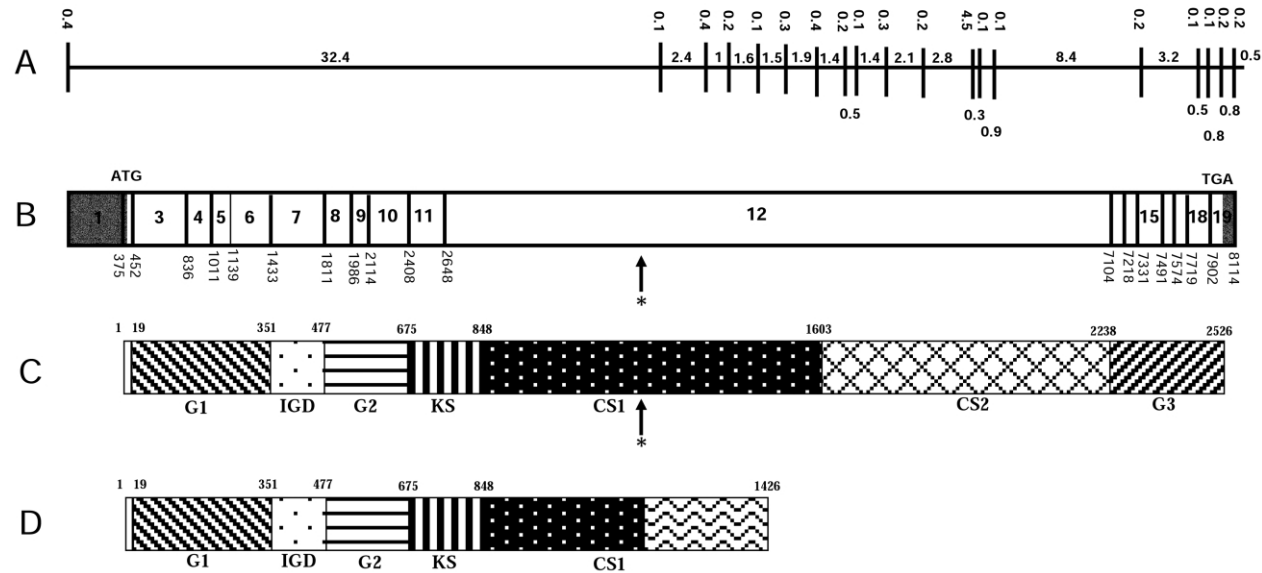 0.4 0.1 0.4 0.2 0.1 0.3 0.4 0.2 0.1 0.3 0.2 4.5 0.1 0.1 0.2 0.1 0.1 0.2 0.2
A 32.4 2.4 1 1.6 1.5 1.9 1.4 1.4 2.1 2.8 8.4 3.2 0.5
0.5 0.3 0.5 0.8
0.9 0.8
ATG TGA
B 1 3 4 5 6 7 8 9 10 11 12 15 18 19
375 452 836 1011 1139 1433 1811 1986 2114 2408 2648 7104 7218 7331 7491 7574 7719 7902 8114
*
1 19 351 477 675 848 1603 2238 2526
C
G1 IGD G2 KS CS1 CS2 G3
*
1 19 351 477 675 848 1426
D
G1 IGD G2 KS CS1